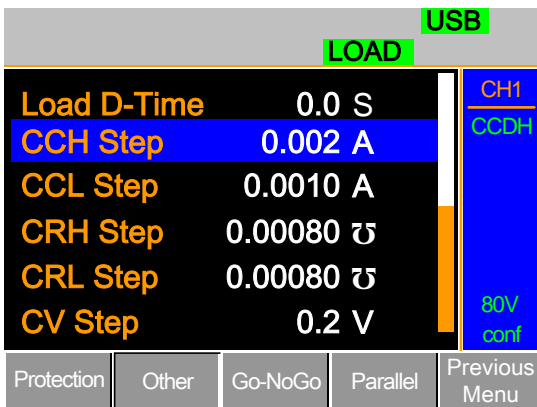 USB
LOAD
Load D-Time 0.0 S
CCH Step 0.002 A
CCL Step 0.0010 A
CRH Step 0.00080 ℧
CRL Step 0.00080 ℧
CV Step 0.2 V
CH1
CCDH
80V
conf
Protection Other Go-NoGo Parallel Previous
Menu